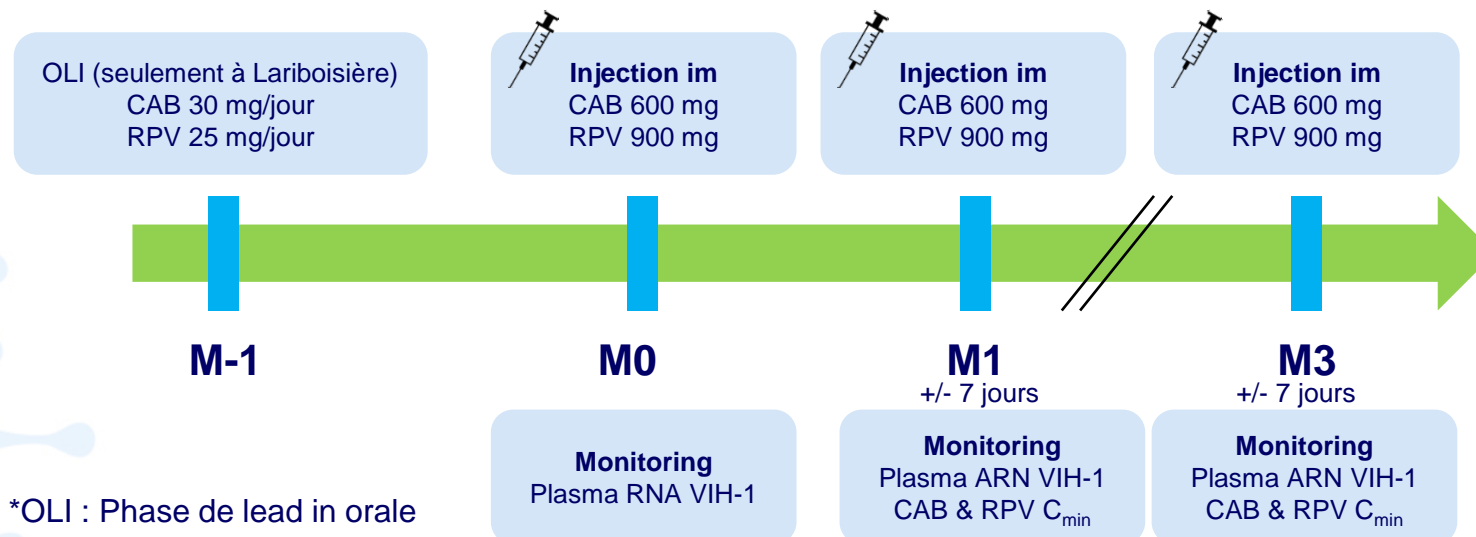 OLI (seulement à Lariboisière)
CAB 30 mg/jour
RPV 25 mg/jour
Injection im
CAB 600 mg
RPV 900 mg
Injection im
CAB 600 mg
RPV 900 mg
Injection im
CAB 600 mg
RPV 900 mg
M-1
M0
M1
+/- 7 jours
M3
+/- 7 jours
Monitoring
Plasma RNA VIH-1
Monitoring
Plasma ARN VIH-1
CAB & RPV Cmin
Monitoring
Plasma ARN VIH-1
CAB & RPV Cmin
*OLI : Phase de lead in orale